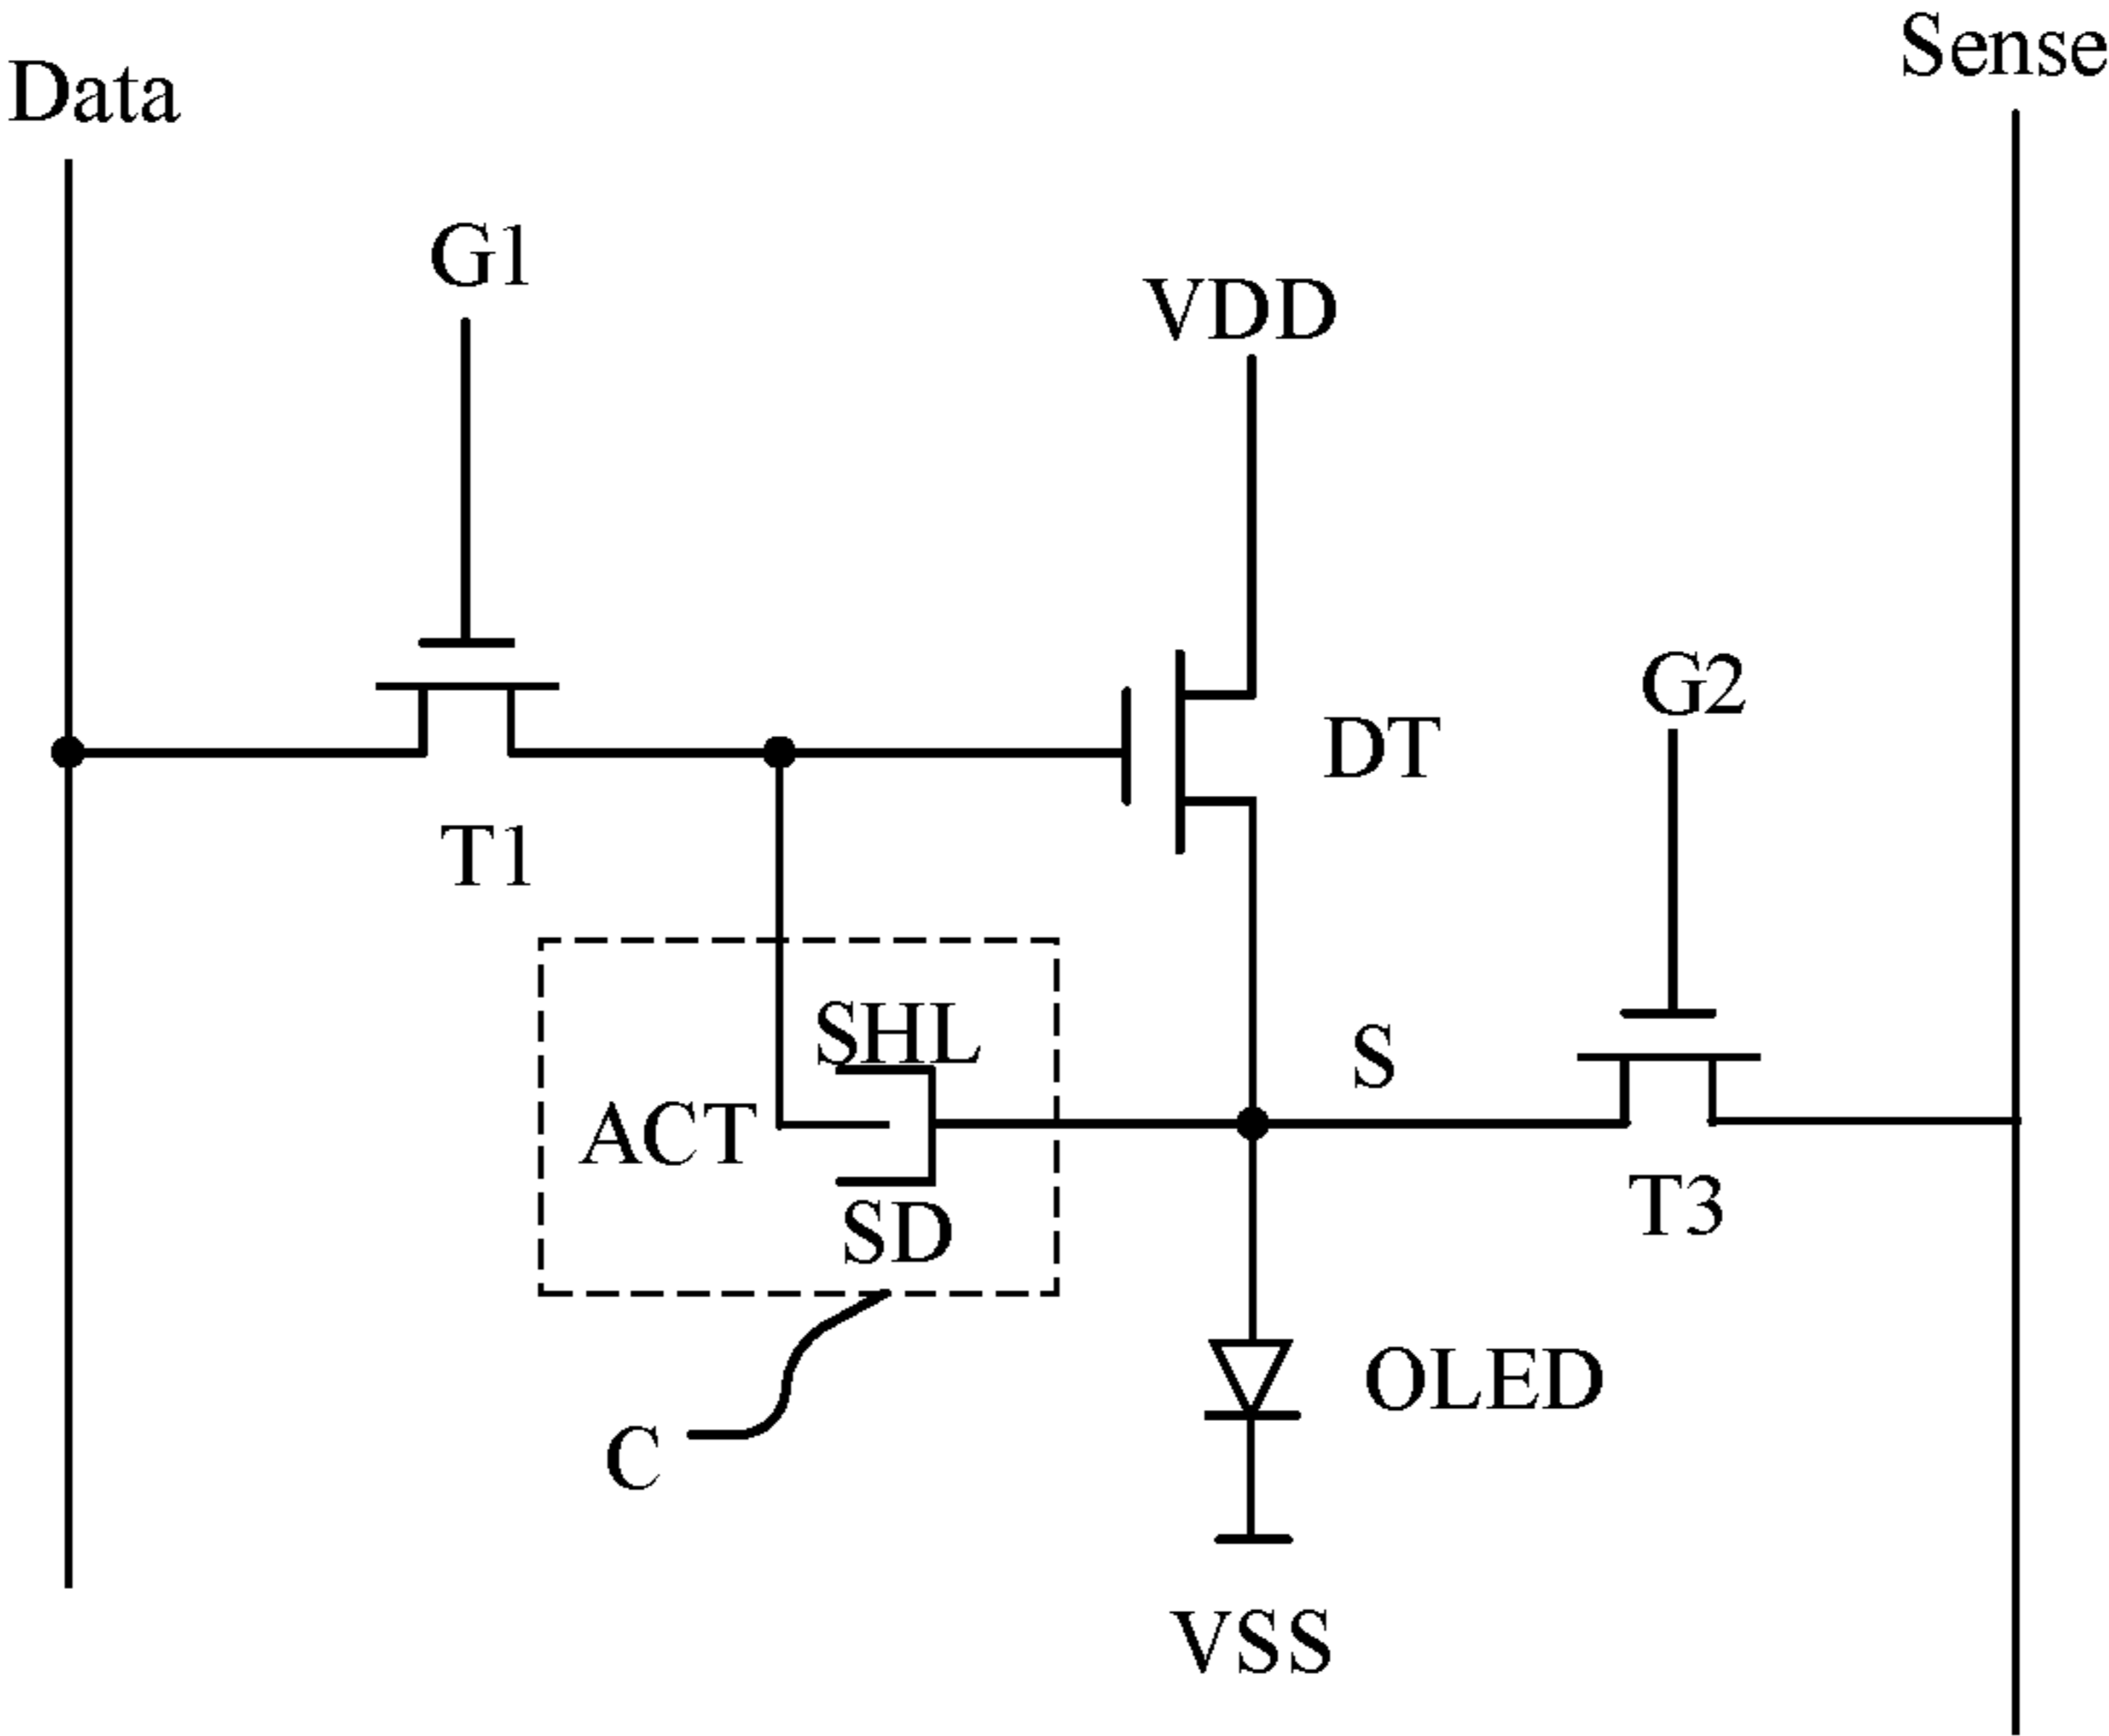 Sense
Data
G1
VDD
G2
DT
T1
SHL
S
ACT
T3
SD
OLED
C
VSS